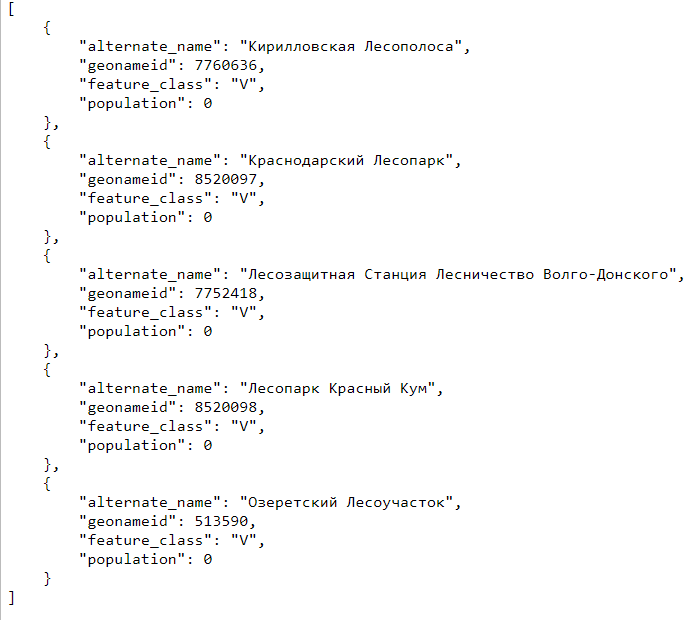 [
    {
        "alternate_name": "Кирилловская Лесополоса",
        "geonameid": 7760636,
        "feature_class": "V",
        "population": 0
    },
    {
        "alternate_name": "Краснодарский Лесопарк",
        "geonameid": 8520097,
        "feature_class": "V",
        "population": 0
    },
    {
        "alternate_name": "Лесозащитная Станция Лесничество Волго-Донского",
        "geonameid": 7752418,
        "feature_class": "V",
        "population": 0
    },
    {
        "alternate_name": "Лесопарк Красный Кум",
        "geonameid": 8520098,
        "feature_class": "V",
        "population": 0
    },
    {
        "alternate_name": "Озеретский Лесоучасток",
        "geonameid": 513590,
        "feature_class": "V",
        "population": 0
    }
]